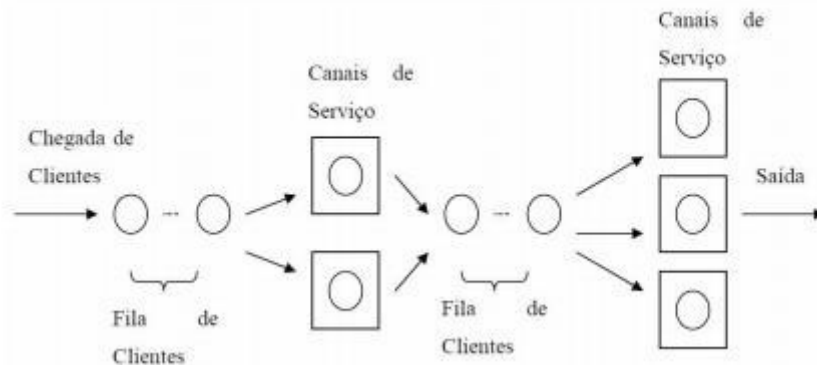 Chegada de
Clientes
Fila de
Clientes
Canais de
Serviço
Fila de
Clientes
Canais de
Serviço
Saída